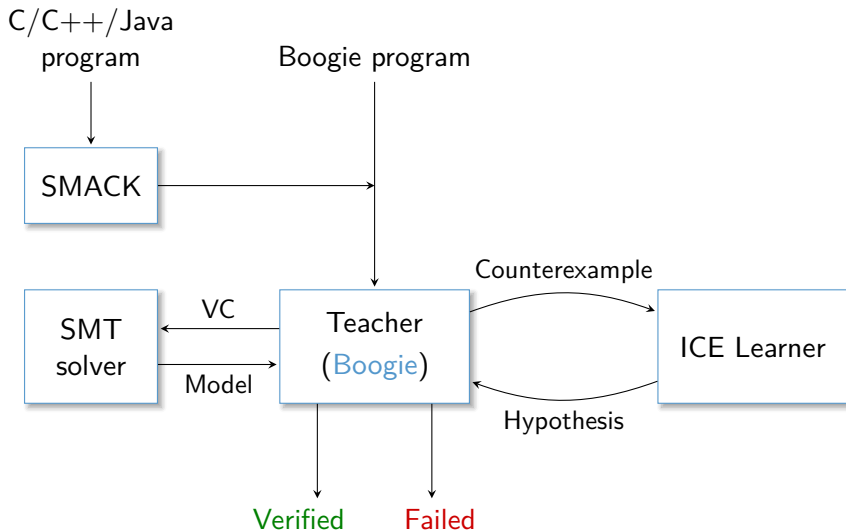 C/C++/Java
program
Boogie program
SMACK
Counterexample
SMT
solver
VC
Model
Teacher
(Boogie)
ICE Learner
Hypothesis
Verified
Failed